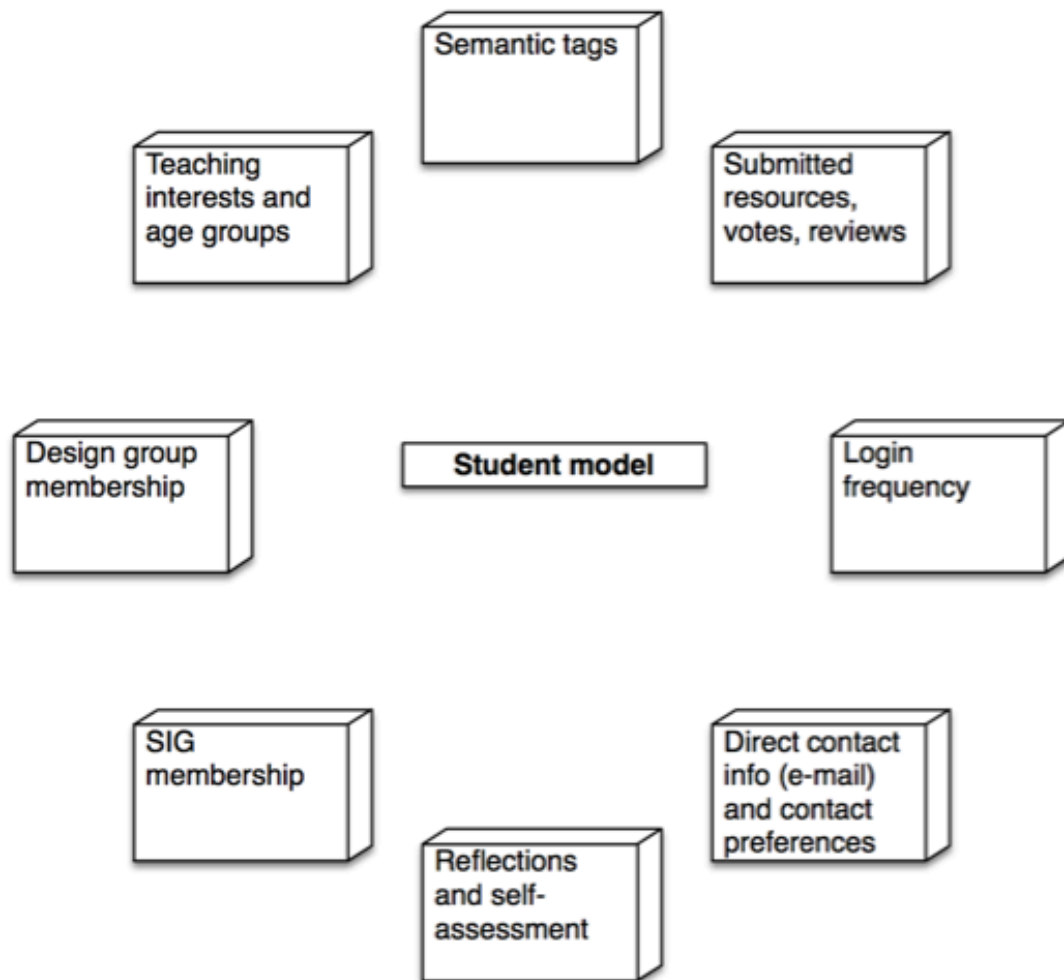 Semantic tags
Teaching
interests and
age groups
Submitted
resources,
votes, reviews
Design group
membership
Student model
Login
frequency
SIG
membership
Direct contact
info (e-mail)
and contact
preferences
Reflections
and self-
assessment